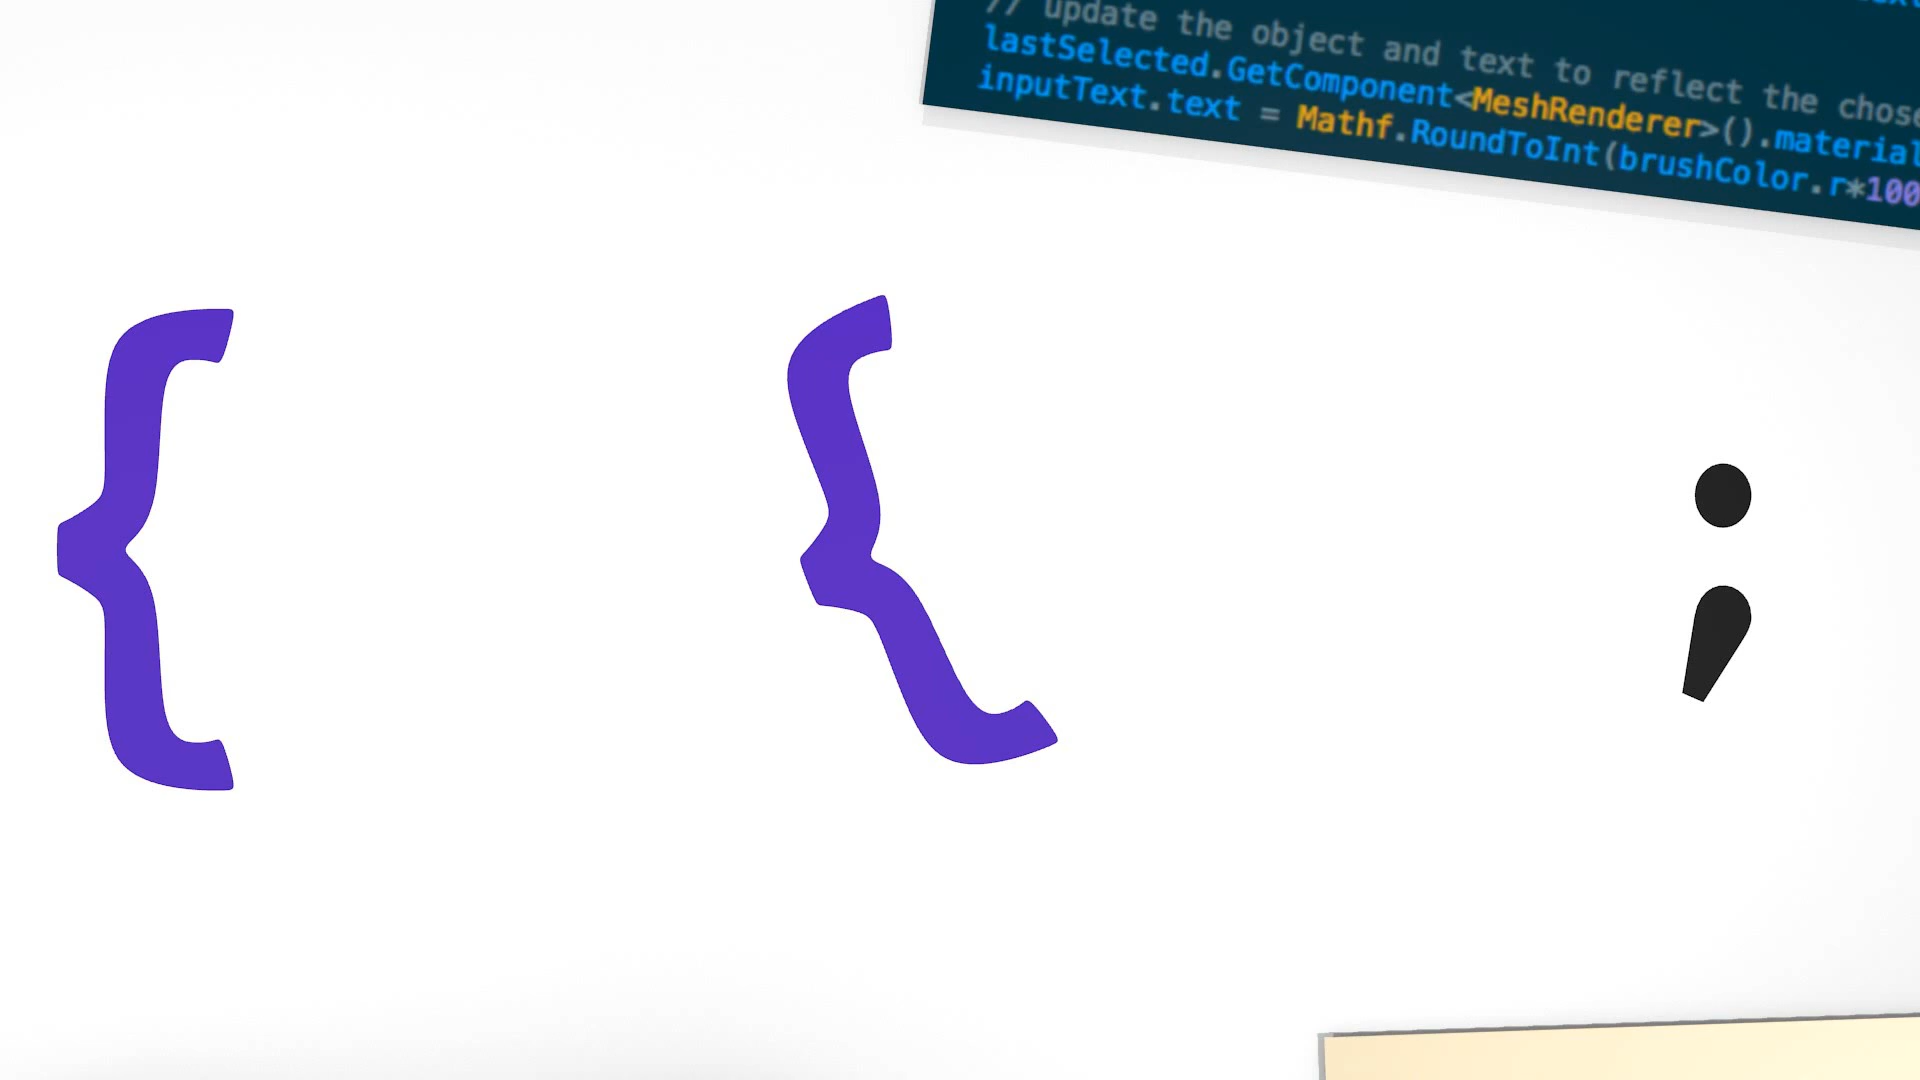 // update the object and text to reflect the
lastSelected.GetComponent<MeshRenderer>().material
inputText.text = Mathf.RoundToInt(brushColor.r*100
{ { ;